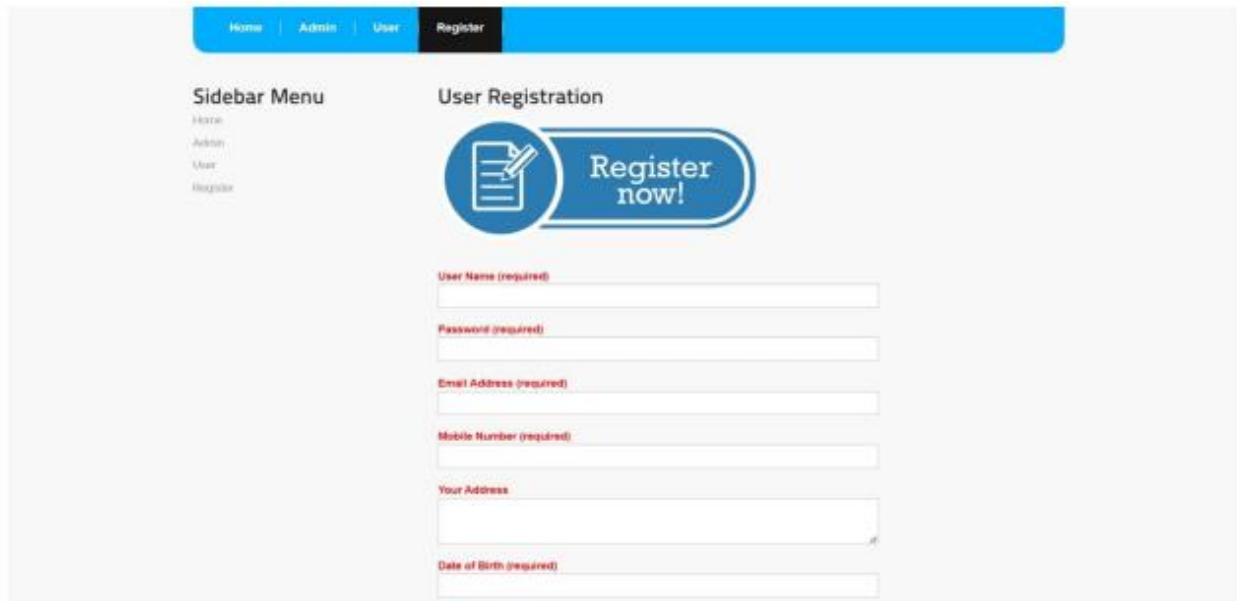 Home
Admin
User
Register
Sidebar Menu
Home
Admin
User
Register
User Registration
Register
now!
User Name (required)
Password (required)
Email Address (required)
Mobile Number (required)
Your Address
Date of Birth (required)